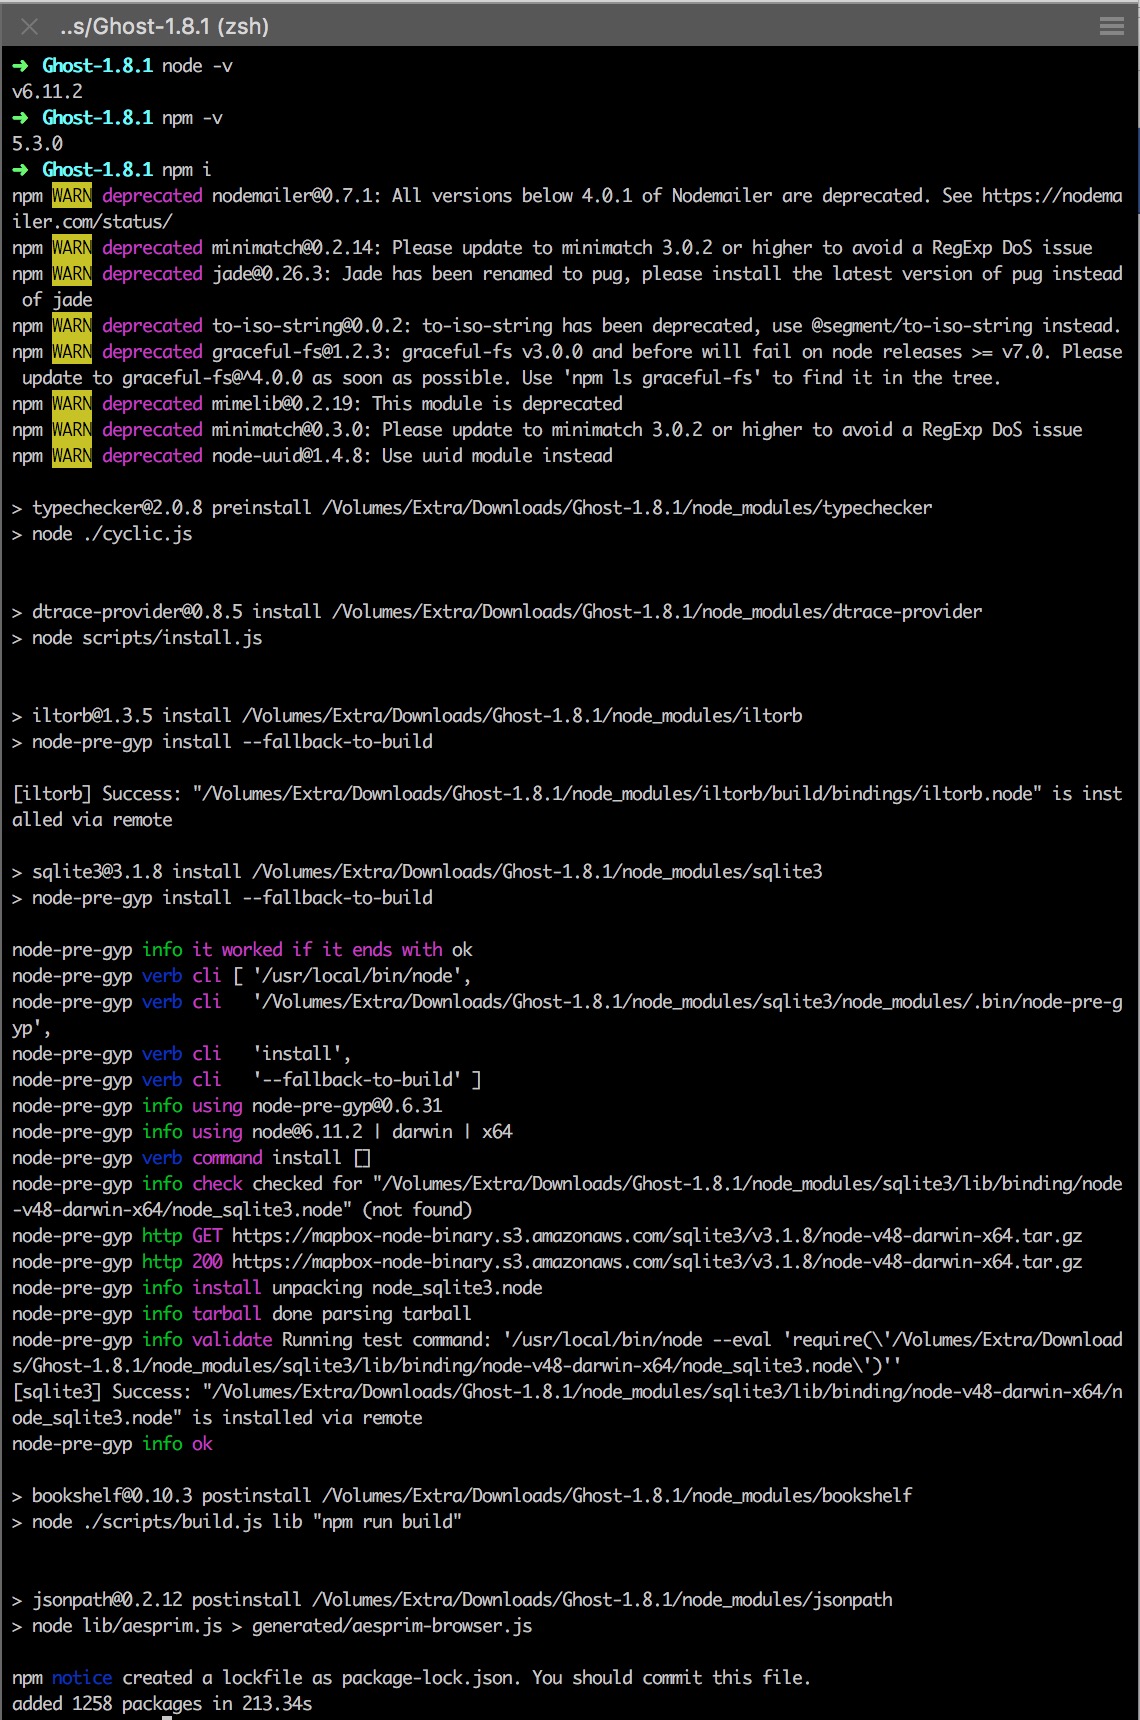 ..s/Ghost-1.8.1 (zsh)
➜ Ghost-1.8.1 node -v
v6.11.2
➜ Ghost-1.8.1 npm -v
5.3.0
➜ Ghost-1.8.1 npm i
npm WARN deprecated nodemailer@0.7.1: All versions below 4.0.1 of Nodemailer are deprecated. See https://nodema
iler.com/status/
npm WARN deprecated minimatch@0.2.14: Please update to minimatch 3.0.2 or higher to avoid a RegExp DoS issue
npm WARN deprecated jade@0.26.3: Jade has been renamed to pug, please install the latest version of pug instead
of jade
npm WARN deprecated to-iso-string@0.0.2: to-iso-string has been deprecated, use @segment/to-iso-string instead.
npm WARN deprecated graceful-fs@1.2.3: graceful-fs v3.0.0 and before will fail on node releases >= v7.0. Please
update to graceful-fs@^4.0.0 as soon as possible. Use 'npm ls graceful-fs' to find it in the tree.
npm WARN deprecated mimelib@0.2.19: This module is deprecated
npm WARN deprecated minimatch@0.3.0: Please update to minimatch 3.0.2 or higher to avoid a RegExp DoS issue
npm WARN deprecated node-uuid@1.4.8: Use uuid module instead
> typechecker@2.0.8 preinstall /Volumes/Extra/Downloads/Ghost-1.8.1/node_modules/typechecker
> node ./cyclic.js
> dtrace-provider@0.8.5 install /Volumes/Extra/Downloads/Ghost-1.8.1/node_modules/dtrace-provider
> node scripts/install.js
> iltorb@1.3.5 install /Volumes/Extra/Downloads/Ghost-1.8.1/node_modules/iltorb
> node-pre-gyp install --fallback-to-build
[iltorb] Success: "/Volumes/Extra/Downloads/Ghost-1.8.1/node_modules/iltorb/build/bindings/iltorb.node" is inst
alled via remote
> sqlite3@3.1.8 install /Volumes/Extra/Downloads/Ghost-1.8.1/node_modules/sqlite3
> node-pre-gyp install --fallback-to-build
node-pre-gyp info it worked if it ends with ok
node-pre-gyp verb cli [ '/usr/local/bin/node',
node-pre-gyp verb cli   '/Volumes/Extra/Downloads/Ghost-1.8.1/node_modules/sqlite3/node_modules/.bin/node-pre-g
yp',
node-pre-gyp verb cli   'install',
node-pre-gyp verb cli   '--fallback-to-build' ]
node-pre-gyp info using node-pre-gyp@0.6.31
node-pre-gyp info using node@6.11.2 | darwin | x64
node-pre-gyp verb command install []
node-pre-gyp info check checked for "/Volumes/Extra/Downloads/Ghost-1.8.1/node_modules/sqlite3/lib/binding/node
-v48-darwin-x64/node_sqlite3.node" (not found)
node-pre-gyp http GET https://mapbox-node-binary.s3.amazonaws.com/sqlite3/v3.1.8/node-v48-darwin-x64.tar.gz
node-pre-gyp http 200 https://mapbox-node-binary.s3.amazonaws.com/sqlite3/v3.1.8/node-v48-darwin-x64.tar.gz
node-pre-gyp info install unpacking node_sqlite3.node
node-pre-gyp info tarball done parsing tarball
node-pre-gyp info validate Running test command: '/usr/local/bin/node --eval 'require(\'/Volumes/Extra/Download
s/Ghost-1.8.1/node_modules/sqlite3/lib/binding/node-v48-darwin-x64/node_sqlite3.node\')''
[sqlite3] Success: "/Volumes/Extra/Downloads/Ghost-1.8.1/node_modules/sqlite3/lib/binding/node-v48-darwin-x64/n
ode_sqlite3.node" is installed via remote
node-pre-gyp info ok
> bookshelf@0.10.3 postinstall /Volumes/Extra/Downloads/Ghost-1.8.1/node_modules/bookshelf
> node ./scripts/build.js lib "npm run build"
> jsonpath@0.2.12 postinstall /Volumes/Extra/Downloads/Ghost-1.8.1/node_modules/jsonpath
> node lib/aesprim.js > generated/aesprim-browser.js
npm notice created a lockfile as package-lock.json. You should commit this file.
added 1258 packages in 213.34s